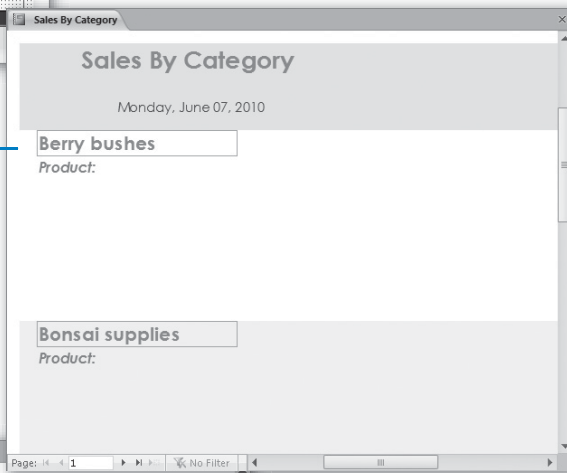 Sales By Category
Sales By Category
Monday, June 07, 2010
Berry bushes
Product:
Bonsai supplies
Product:
Page: 1 No Filter